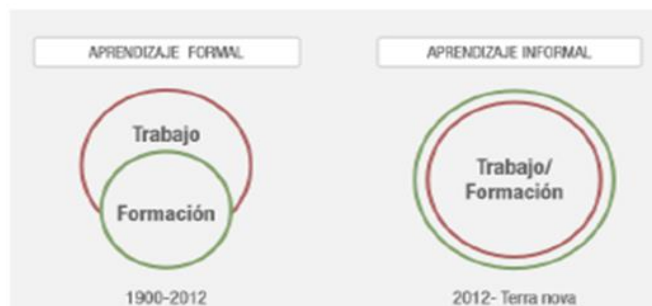 APRENDIZAJE FORMAL
Trabajo
Formación
1900-2012
APRENDIZAJE INFORMAL
Trabajo/
Formación
2012- Terra nova